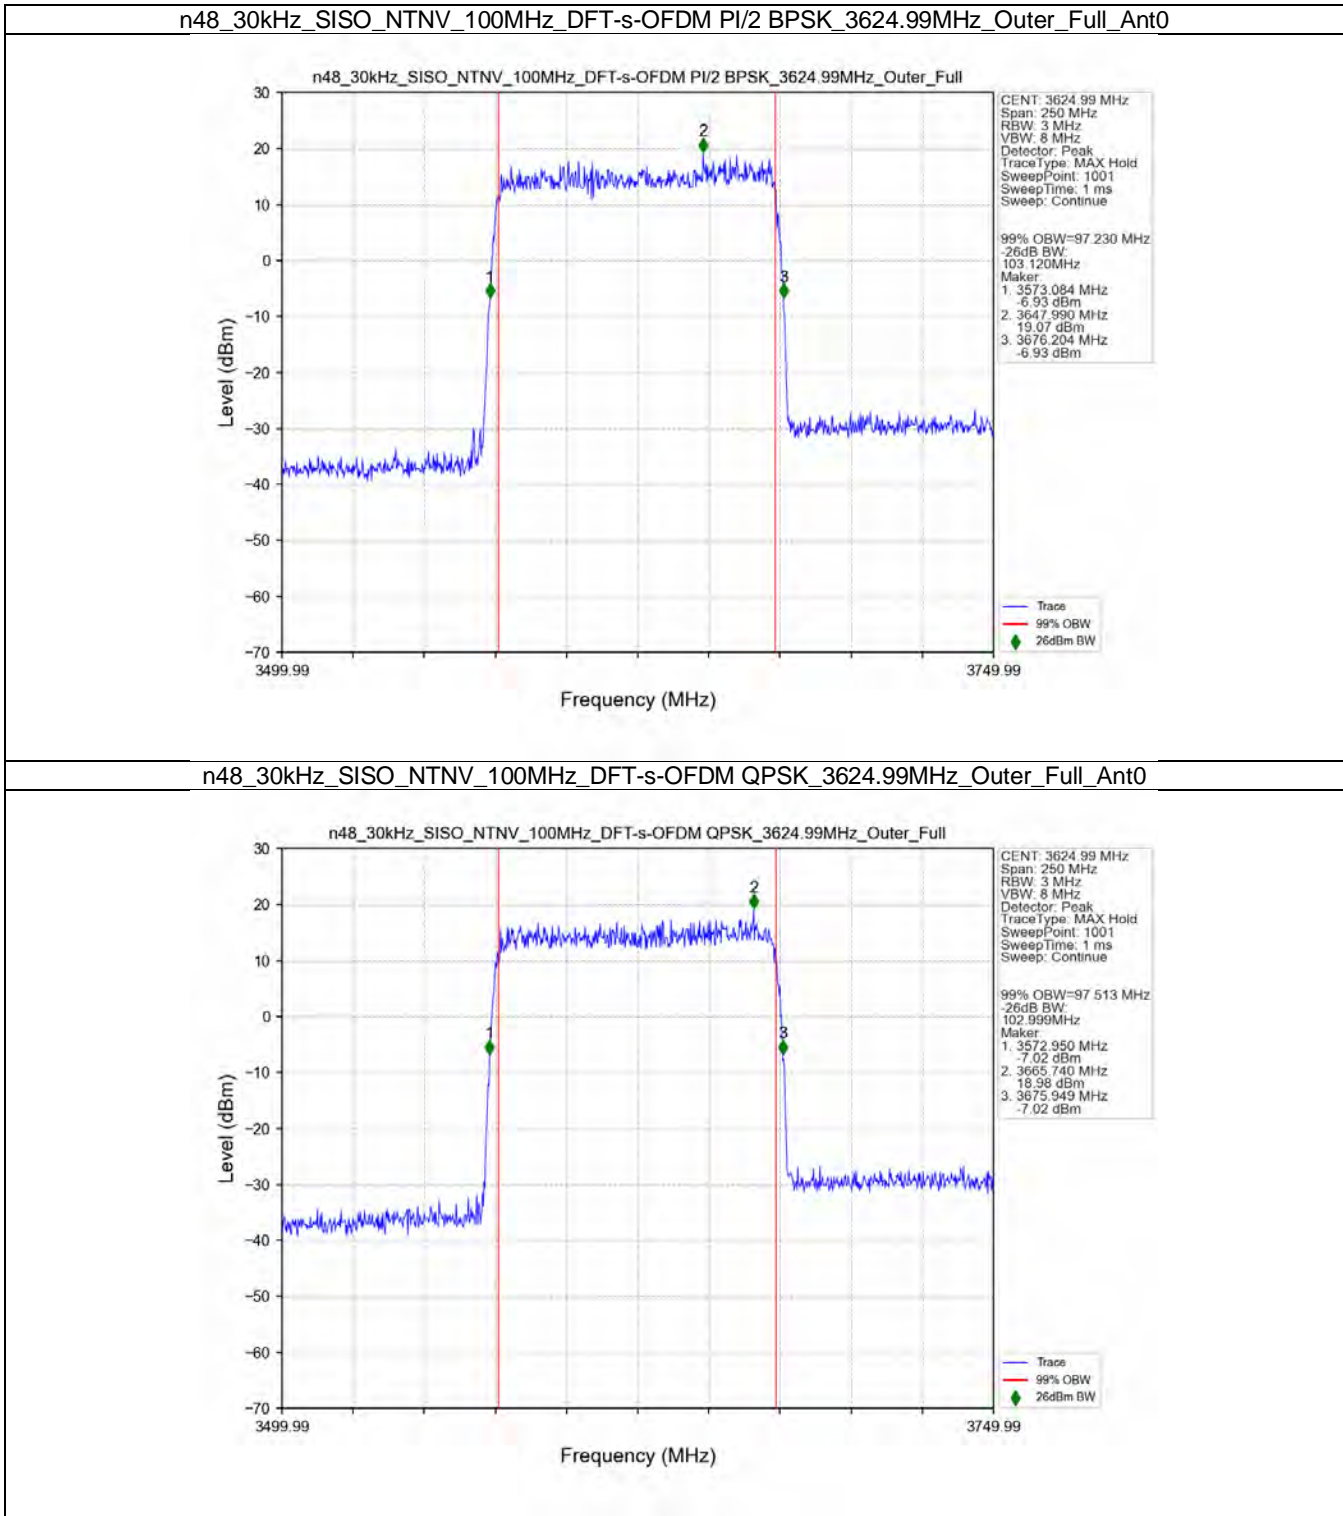 n48_30kHz_SISO_NTNV_100MHz_DFT-s-OFDM PI/2 BPSK_3624.99MHz_Outer_Full_Ant0
n48_30kHz_SISO_NTNV_100MHz_DFT-s-OFDM PI/2 BPSK_3624.99MHz_Outer_Full
30
20
10
0
−10
−20
−30
−40
−50
−60
−70
Level (dBm)
1
2
3
3499.99
3749.99
Frequency (MHz)
CENT: 3624.99 MHz
Span: 250 MHz
RBW: 3 MHz
VBW: 8 MHz
Detector: Peak
TraceType: MAX Hold
SweepPoint: 1001
SweepTime: 1 ms
Sweep: Continue
99% OBW=97.230 MHz
-26dB BW:
103.120MHz
Maker:
1. 3573.084 MHz
-6.93 dBm
2. 3647.990 MHz
19.07 dBm
3. 3676.204 MHz
-6.93 dBm
Trace
99% OBW
26dBm BW
n48_30kHz_SISO_NTNV_100MHz_DFT-s-OFDM QPSK_3624.99MHz_Outer_Full_Ant0
n48_30kHz_SISO_NTNV_100MHz_DFT-s-OFDM QPSK_3624.99MHz_Outer_Full
30
20
10
0
−10
−20
−30
−40
−50
−60
−70
Level (dBm)
1
2
3
3499.99
3749.99
Frequency (MHz)
CENT: 3624.99 MHz
Span: 250 MHz
RBW: 3 MHz
VBW: 8 MHz
Detector: Peak
TraceType: MAX Hold
SweepPoint: 1001
SweepTime: 1 ms
Sweep: Continue
99% OBW=97.513 MHz
-26dB BW:
102.999MHz
Maker:
1. 3572.950 MHz
-7.02 dBm
2. 3665.740 MHz
18.98 dBm
3. 3675.949 MHz
-7.02 dBm
Trace
99% OBW
26dBm BW